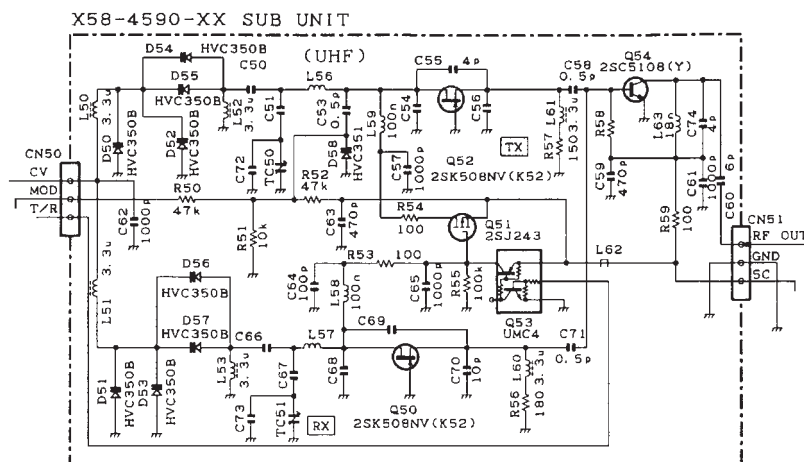 X58-4590-XX SUB UNIT
(UHF)
D54
HVC350B
D55
HVC350B
C50
L50
3.3u
D50
HVC350B
D52
HVC350B
L52
3.3u
C51
L56
C53
0.5p
C72
TC50
D58
HVC351
C55
4p
L59
100n
C54
C56
C57
1000p
Q52
2SK508NV(K52)
TX
C58
0.5p
L61
3.3u
R57
150
Q54
2SC5108(Y)
R58
C59
470p
L63
18n
C74
4p
C61
1000p
C60
6p
CN50
CV
MOD
T/R
C62
1000p
R50
47k
R51
10k
R52
47k
C63
470p
R54
100
Q51
2SJ243
R59
100
CN51
RF OUT
GND
SC
L62
R53
100
C64
100p
L58
100n
C65
1000p
R55
100k
Q53
UMC4
L51
3.3u
D56
HVC350B
D57
HVC350B
C66
L57
C69
C71
0.5p
D51
HVC350B
D53
HVC350B
L53
3.3u
C67
C73
TC51
RX
C68
Q50
2SK508NV(K52)
C70
10p
L60
3.3u
R56
180